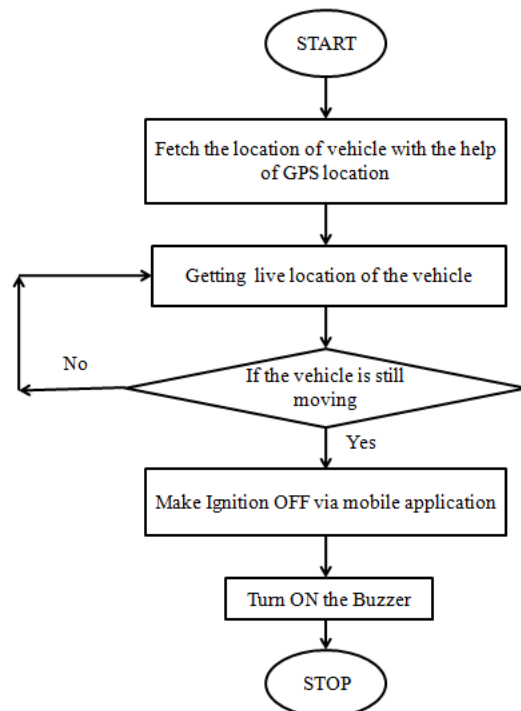 START
Fetch the location of vehicle with the help
of GPS location
Getting live location of the vehicle
No
If the vehicle is still
moving
Yes
Make Ignition OFF via mobile application
Turn ON the Buzzer
STOP